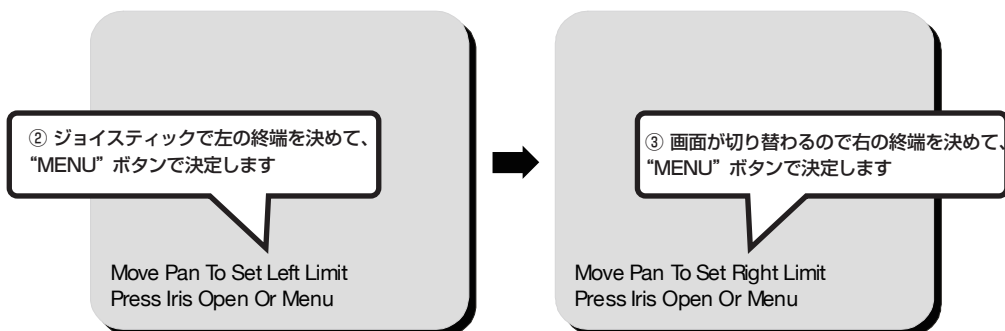 ② ジョイスティックで左の終端を決めて、
“MENU”ボタンで決定します
Move Pan To Set Left Limit
Press Iris Open Or Menu
③ 画面が切り替わるので右の終端を決めて、
“MENU”ボタンで決定します
Move Pan To Set Right Limit
Press Iris Open Or Menu